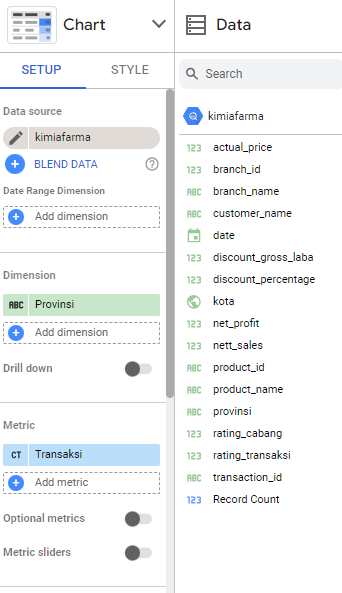 Chart
SETUP
STYLE
Data source
kimiafarma
BLEND DATA
?
Date Range Dimension
Add dimension
Dimension
ABC Provinsi
Add dimension
Drill down
Metric
CT Transaksi
Add metric
Optional metrics
Metric sliders
Data
Search
kimiafarma
123 actual_price
123 branch_id
ABC branch_name
ABC customer_name
date
123 discount_gross_laba
123 discount_percentage
kota
123 net_profit
123 nett_sales
ABC product_id
ABC product_name
ABC provinsi
123 rating_cabang
123 rating_transaksi
ABC transaction_id
123 Record Count